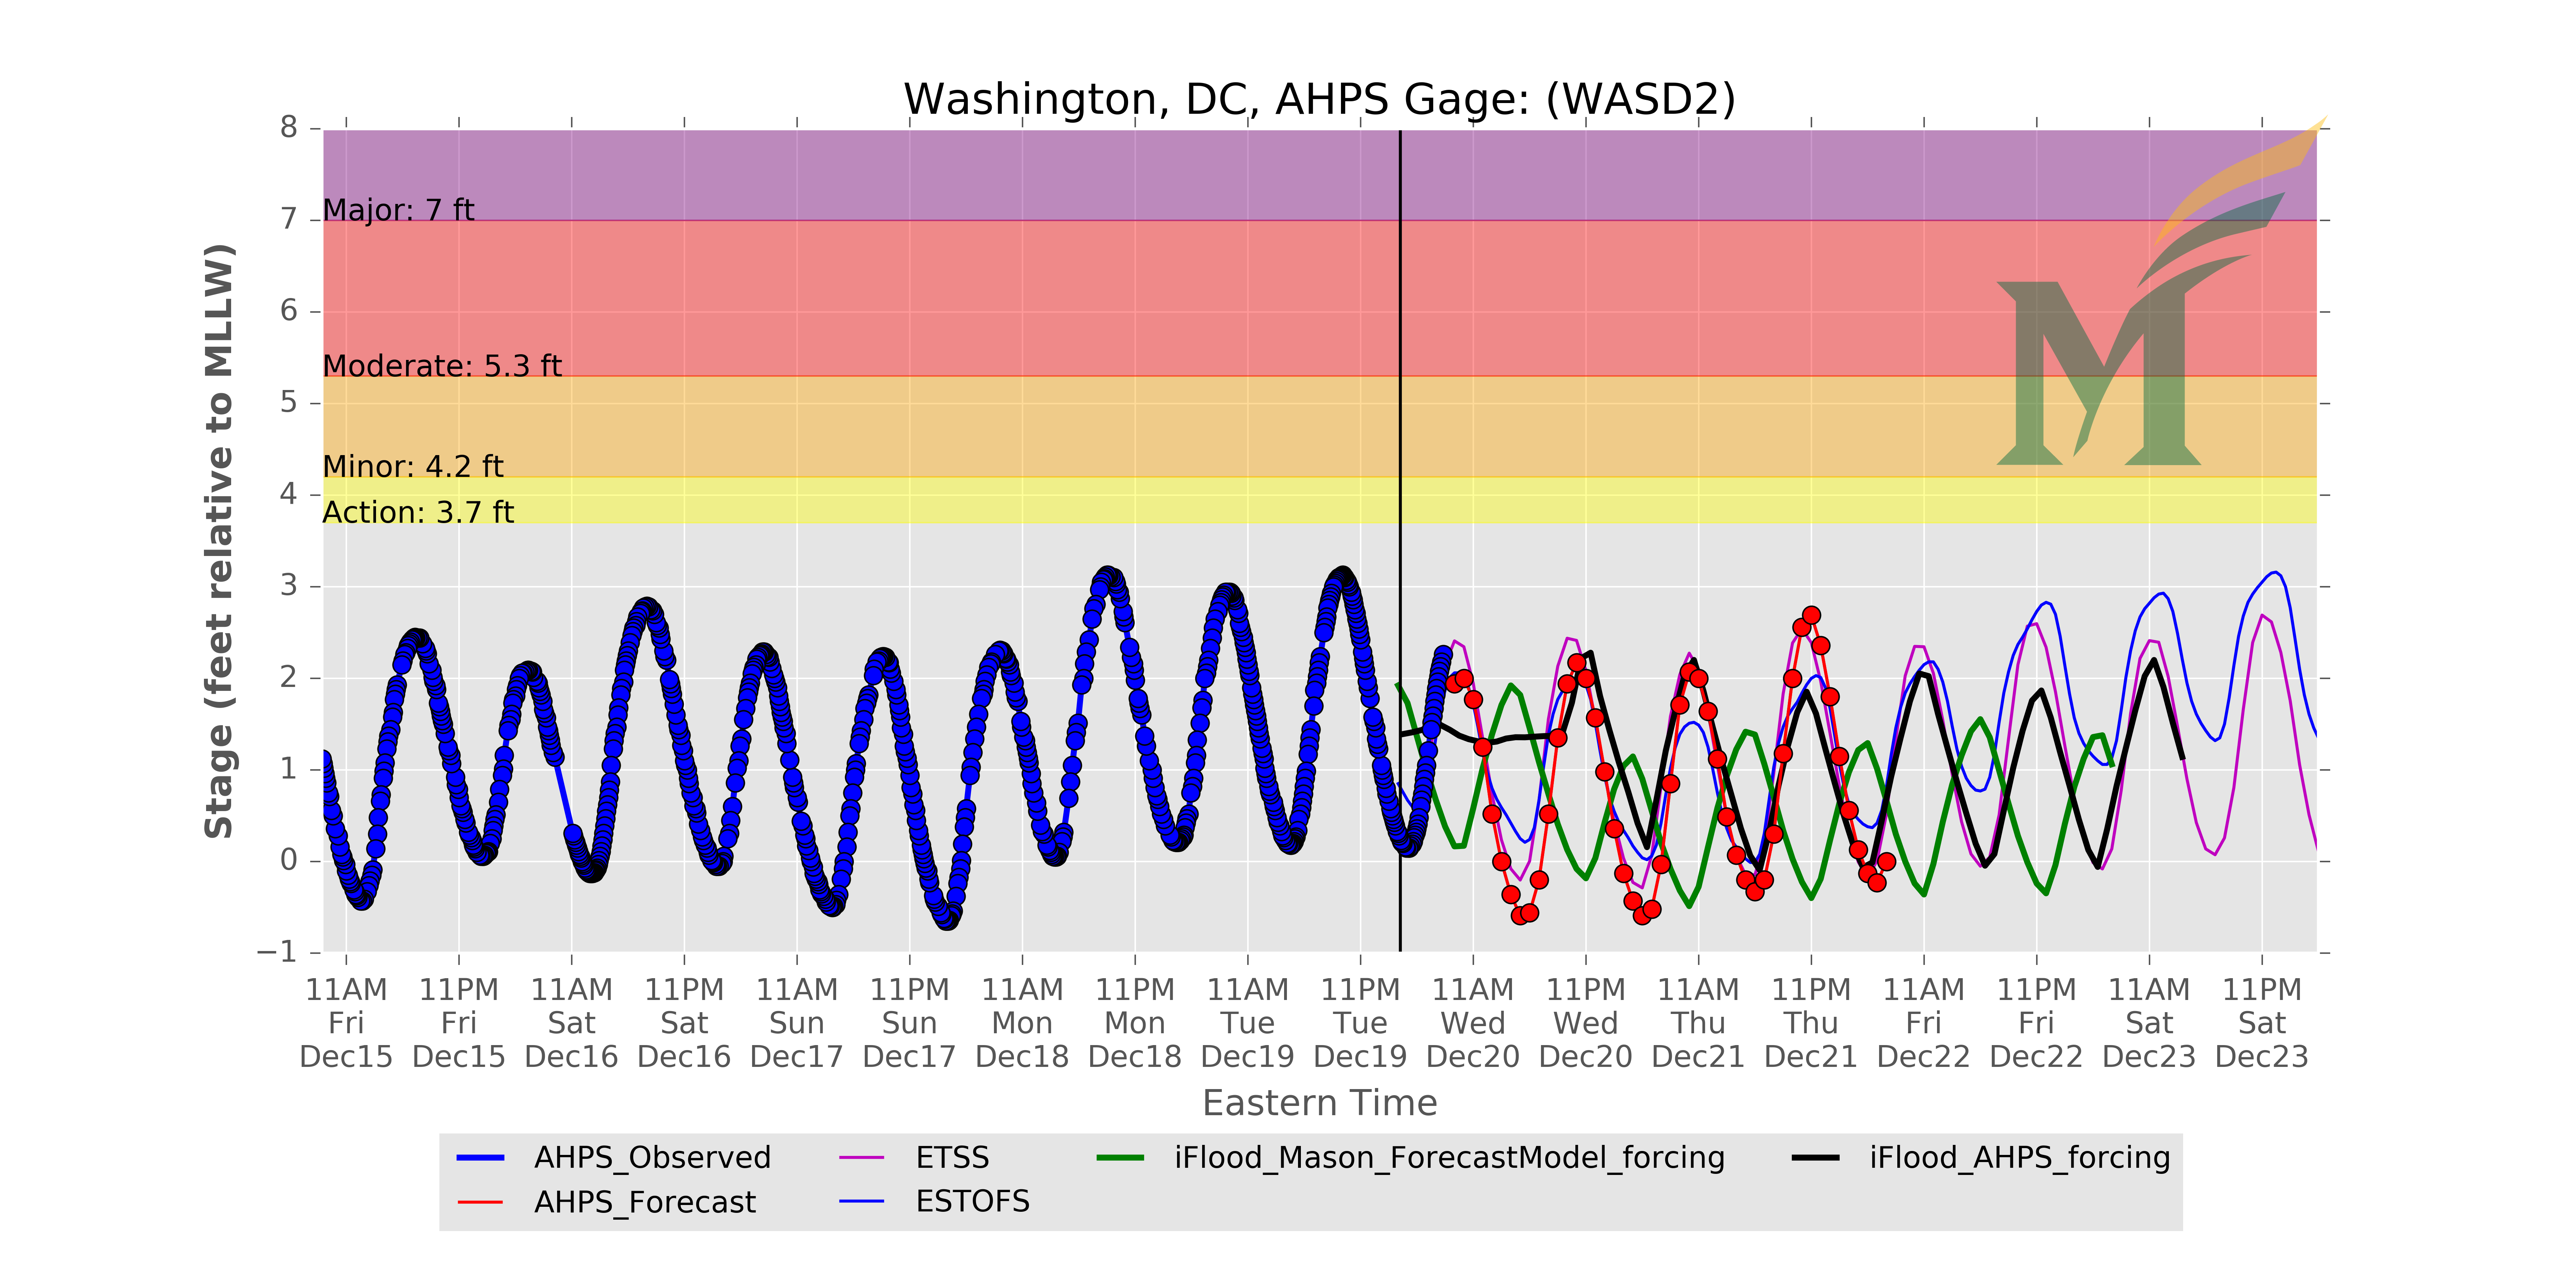 Washington, DC, AHPS Gage: (WASD2)
8
7
6
5
4
3
2
1
0
−1
Stage (feet relative to MLLW)
Major: 7 ft
Moderate: 5.3 ft
Minor: 4.2 ft
Action: 3.7 ft
M
11AM 11PM 11AM 11PM 11AM 11PM 11AM 11PM 11AM 11PM 11AM 11PM 11AM 11PM 11AM 11PM 11AM 11PM
Fri Fri Sat Sat Sun Sun Mon Mon Tue Tue Wed Wed Thu Thu Fri Fri Sat Sat
Dec15 Dec15 Dec16 Dec16 Dec17 Dec17 Dec18 Dec18 Dec19 Dec19 Dec20 Dec20 Dec21 Dec21 Dec22 Dec22 Dec23 Dec23
Eastern Time
AHPS_Observed ETSS iFlood_Mason_ForecastModel_forcing iFlood_AHPS_forcing
AHPS_Forecast ESTOFS